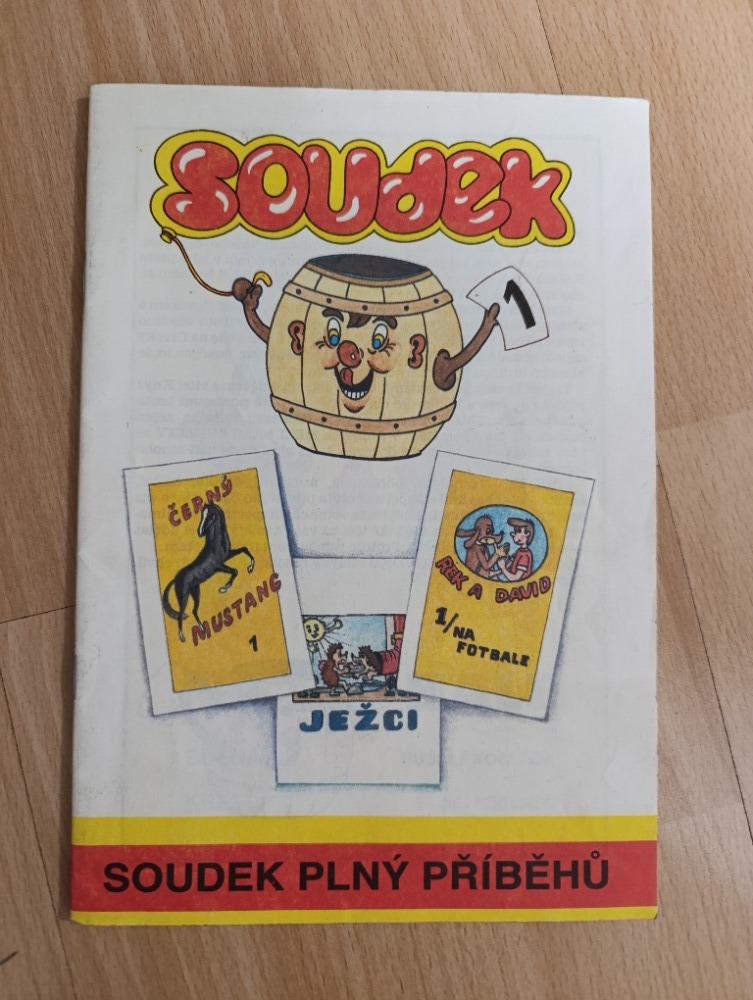 Soudek
1
ČERNÝ
MUSTANG
1
REK A DAVID
1/NA
FOTBALE
JEŽCI
SOUDEK PLNÝ PŘÍBĚHŮ